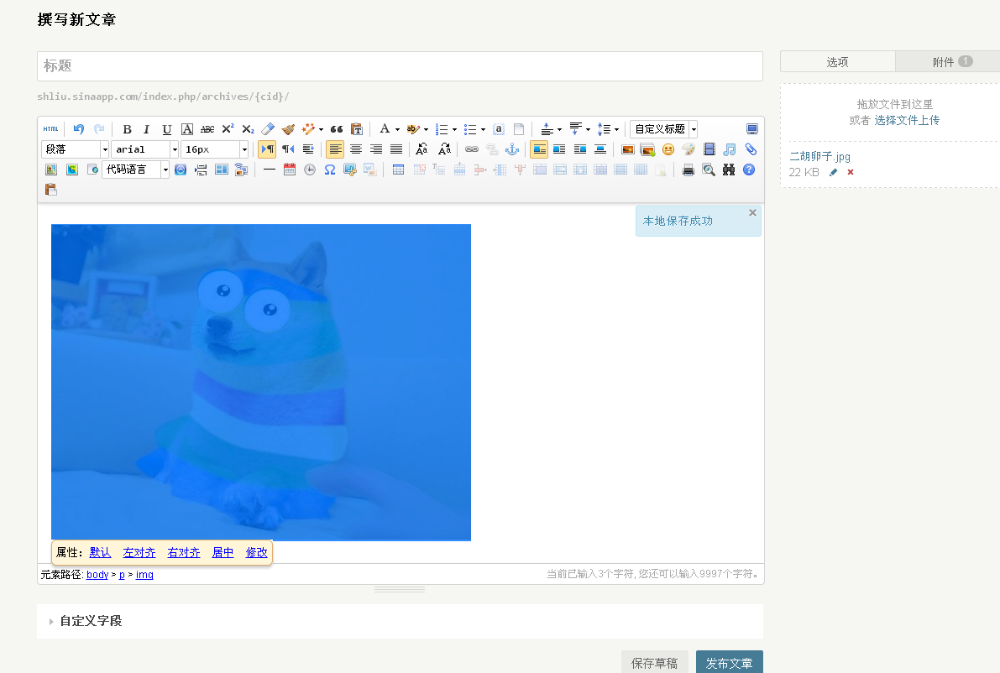 撰写新文章
标题
选项
附件 1
shliu.sinaapp.com/index.php/archives/{cid}/
拖放文件到这里
或者 选择文件上传
HTML B I U A ABC X² X₂ A ab a 自定义标题
段落 arial 16px
二胡卵子.jpg
22 KB
代码语言
本地保存成功
属性: 默认 左对齐 右对齐 居中 修改
元素路径: body > p > img
当前已输入3个字符, 您还可以输入9997个字符。
自定义字段
保存草稿 发布文章